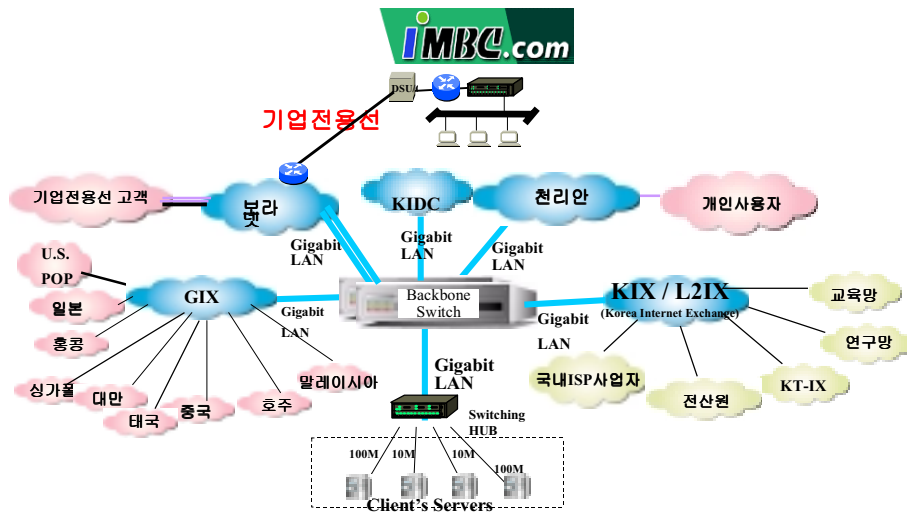 iMBC.com
DSU
기업전용선
기업전용선 고객
보라
넷
KIDC
천리안
개인사용자
Gigabit
LAN
Gigabit
LAN
Gigabit
LAN
U.S.
POP
일본
홍콩
싱가폴
대만
태국
중국
호주
말레이시아
GIX
Gigabit
LAN
Backbone
Switch
Gigabit
LAN
KIX / L2IX
(Korea Internet Exchange)
교육망
연구망
KT-IX
전산원
국내ISP사업자
Gigabit
LAN
Switching
HUB
100M
10M
10M
100M
Client's Servers